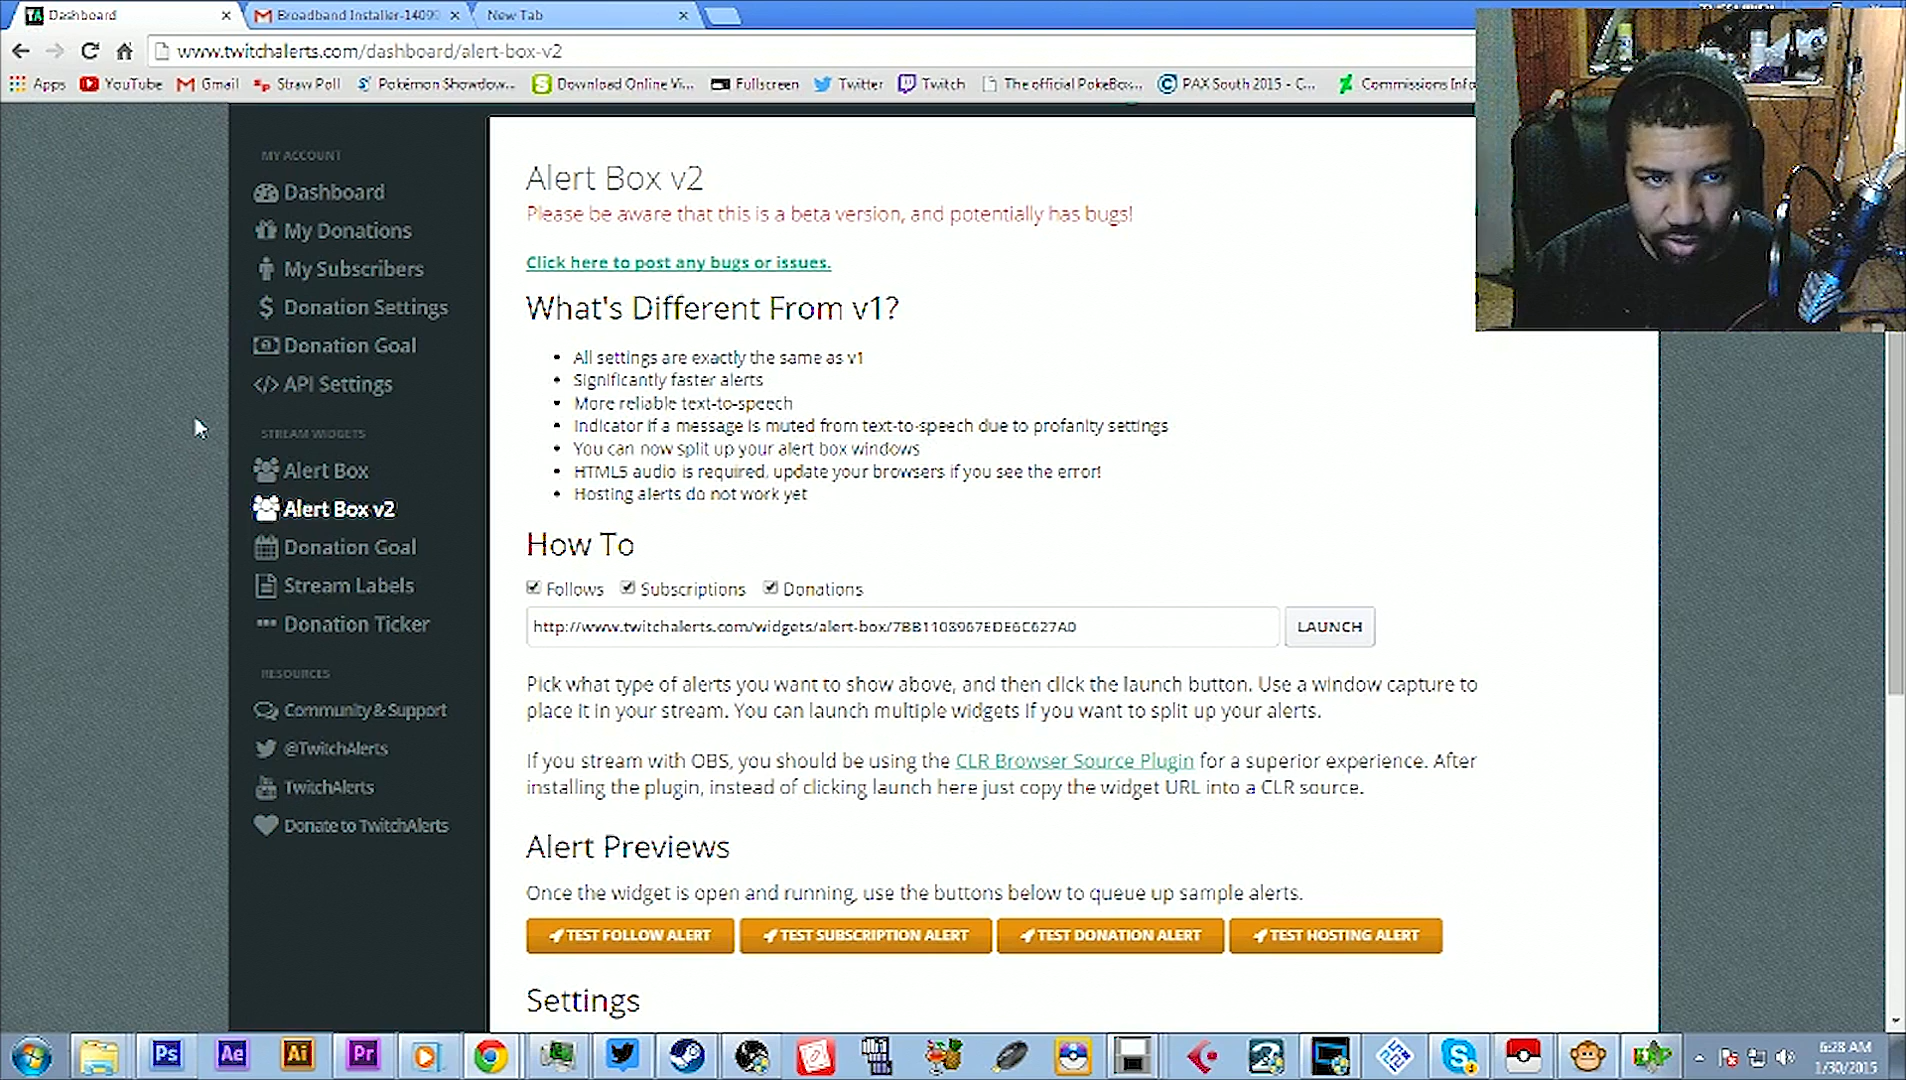 Dashboard
Broadband Installer-14099
New Tab
www.twitchalerts.com/dashboard/alert-box-v2
Apps
YouTube
Gmail
Straw Poll
Pokémon Showdow...
Download Online Vi...
Fullscreen
Twitter
Twitch
The official PokeBox...
PAX South 2015 - C...
Commissions Info
MY ACCOUNT
Dashboard
My Donations
My Subscribers
Donation Settings
Donation Goal
API Settings
STREAM WIDGETS
Alert Box
Alert Box v2
Donation Goal
Stream Labels
Donation Ticker
RESOURCES
Community & Support
@TwitchAlerts
TwitchAlerts
Donate to TwitchAlerts
Alert Box v2
Please be aware that this is a beta version, and potentially has bugs!
Click here to post any bugs or issues.
What's Different From v1?
• All settings are exactly the same as v1
• Significantly faster alerts
• More reliable text-to-speech
• Indicator if a message is muted from text-to-speech due to profanity settings
• You can now split up your alert box windows
• HTML5 audio is required, update your browsers if you see the error!
• Hosting alerts do not work yet
How To
Follows Subscriptions Donations
http://www.twitchalerts.com/widgets/alert-box/7BB1108967EDE6C627A0
LAUNCH
Pick what type of alerts you want to show above, and then click the launch button. Use a window capture to
place it in your stream. You can launch multiple widgets if you want to split up your alerts.
If you stream with OBS, you should be using the CLR Browser Source Plugin for a superior experience. After
installing the plugin, instead of clicking launch here just copy the widget URL into a CLR source.
Alert Previews
Once the widget is open and running, use the buttons below to queue up sample alerts.
TEST FOLLOW ALERT
TEST SUBSCRIPTION ALERT
TEST DONATION ALERT
TEST HOSTING ALERT
Settings
Ps
Ae
Ai
Pr
6:28 AM
1/30/2015